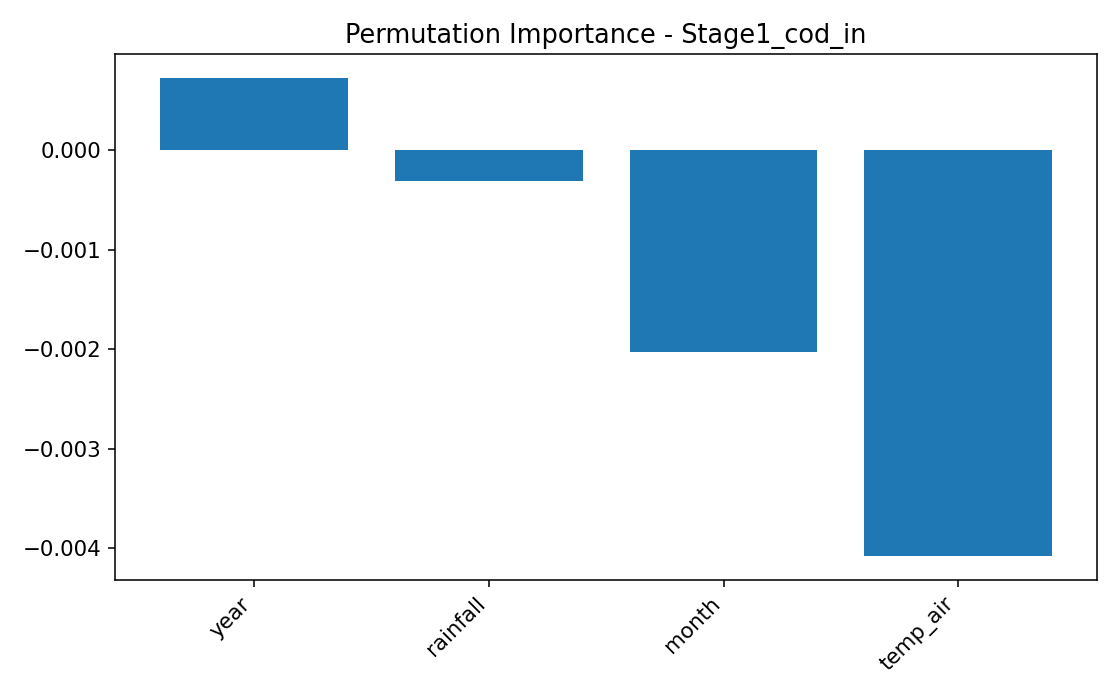 Permutation Importance - Stage1_cod_in
0.000
−0.001
−0.002
−0.003
−0.004
year
rainfall
month
temp_air